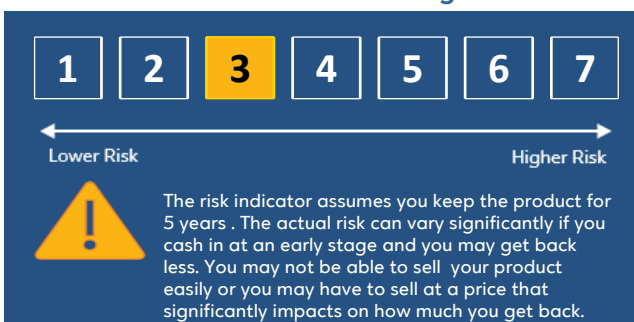 1 2 3 4 5 6 7
Lower Risk Higher Risk
!
The risk indicator assumes you keep the product for
5 years . The actual risk can vary significantly if you
cash in at an early stage and you may get back
less. You may not be able to sell your product
easily or you may have to sell at a price that
significantly impacts on how much you get back.